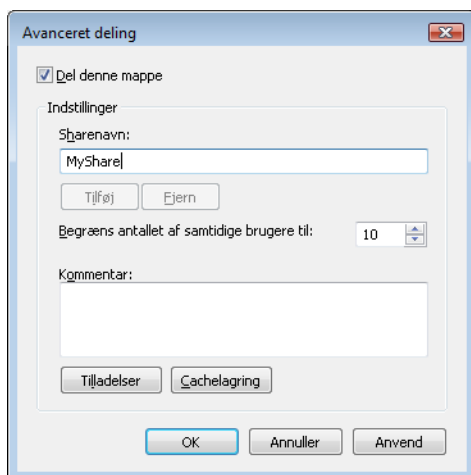 Avanceret deling
Del denne mappe
Indstillinger
Sharenavn:
MyShare
Tilføj Fjern
Begræns antallet af samtidige brugere til: 10
Kommentar:
Tilladelser Cachelagring
OK Annuller Anvend